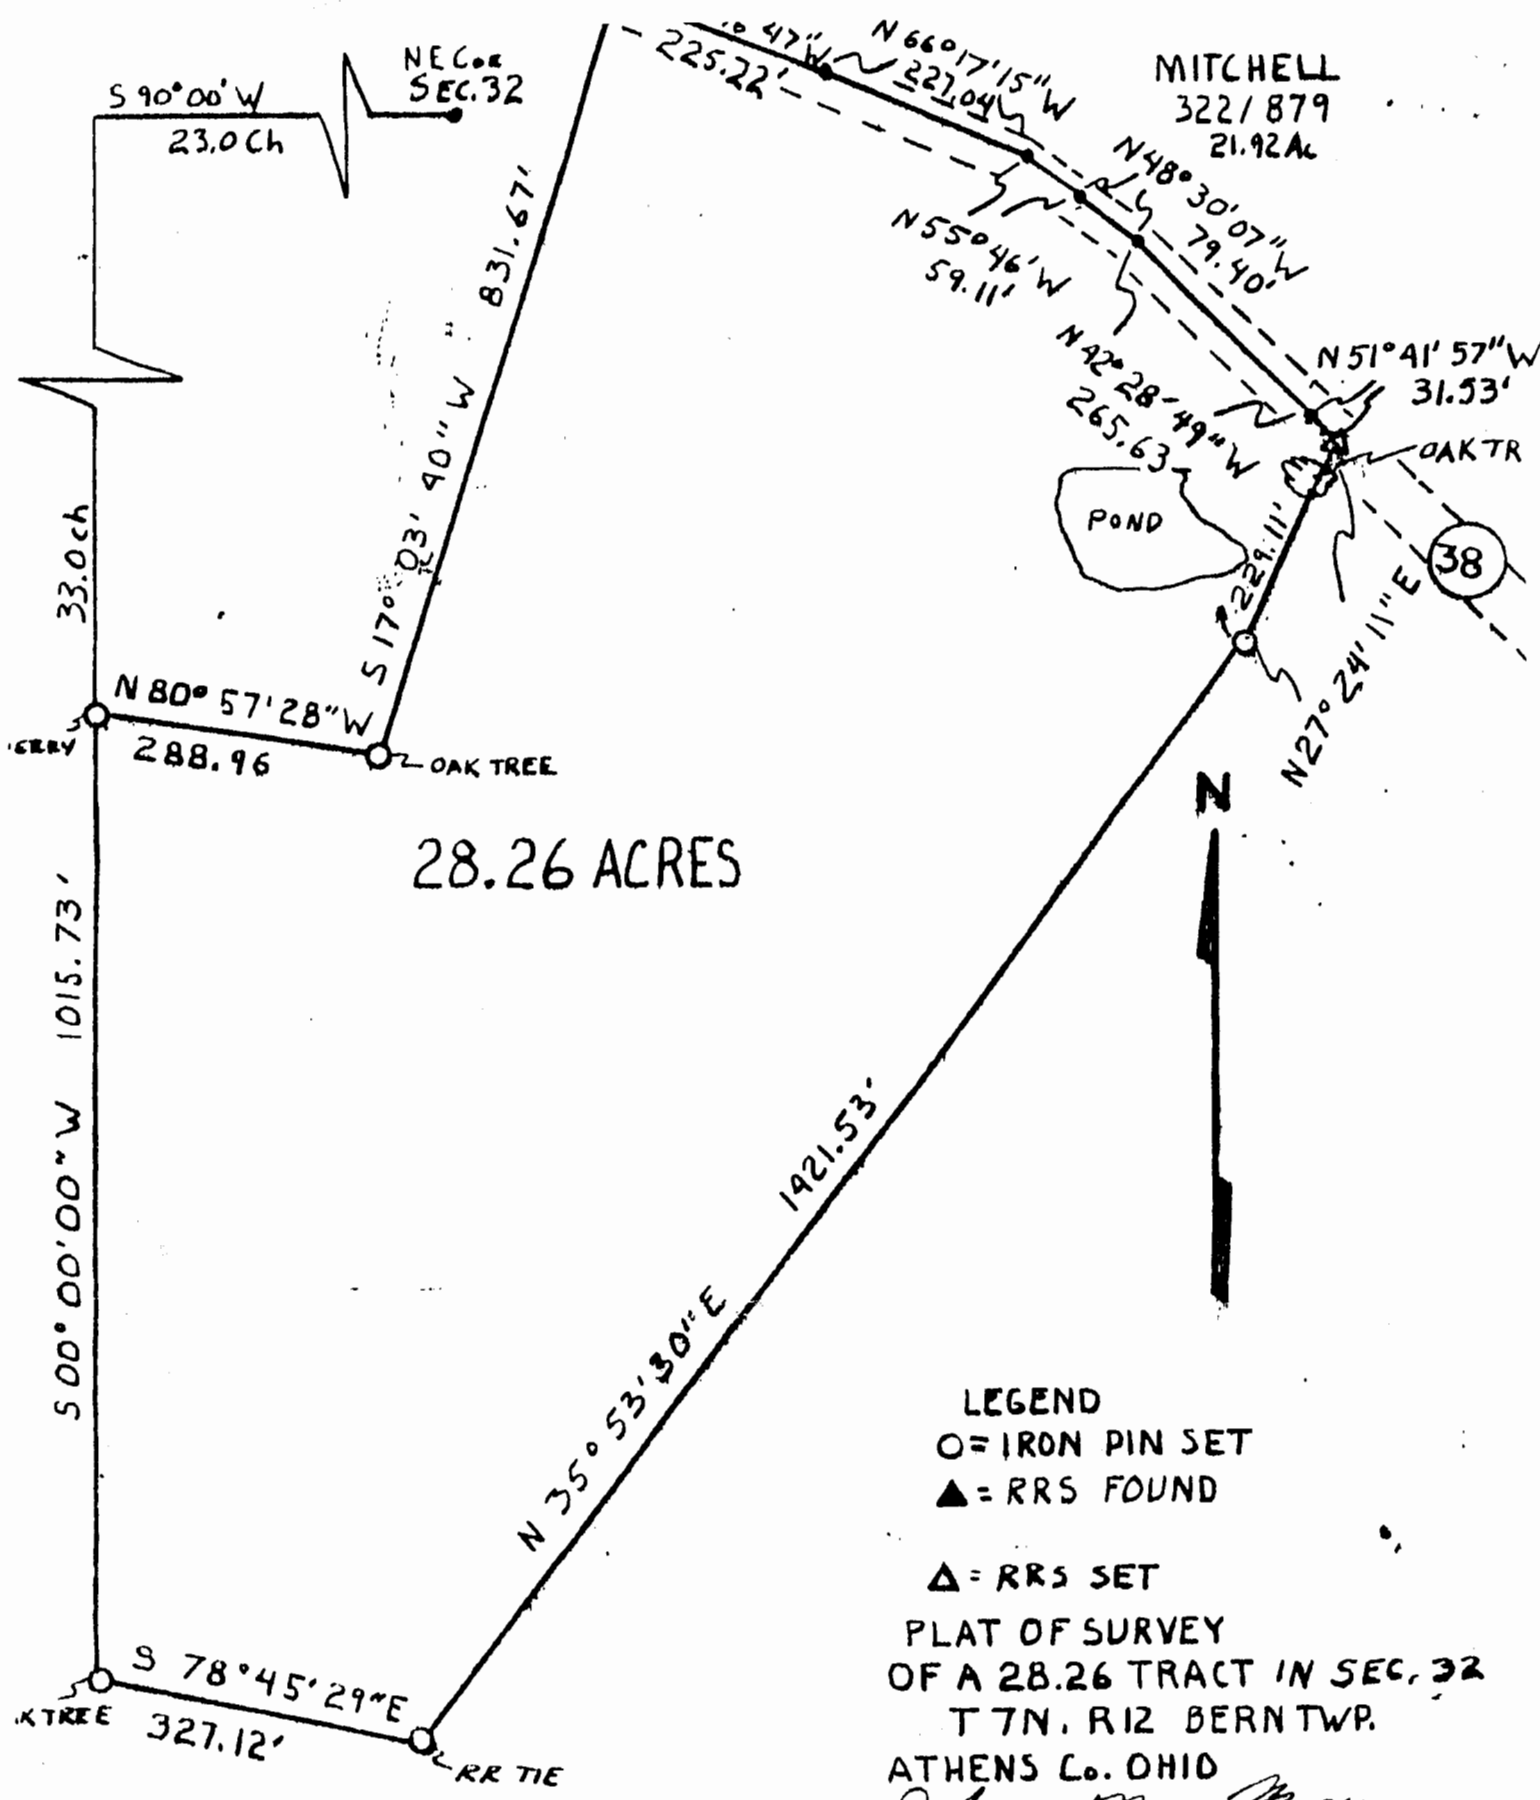 N E Cor
SEC. 32
S 90° 00' W
23.0 Ch
47" W
225.22'
N 66° 17' 15" W
227.04
MITCHELL
322 / 879
21.92 Ac
N 48° 30' 07" W
79.40'
N 55° 46' W
59.11'
N 42° 28' 49" W
265.63
N 51° 41' 57" W
31.53'
OAK TR
38
POND
229.11'
N 27° 24' 11" E
831.67'
S 17° 03' 40" W
33.0 ch
N 80° 57' 28" W
288.96
ERRY
OAK TREE
28.26 ACRES
N
S 00° 00' 00" W 1015.73'
1421.53'
N 35° 53' 30" E
S 78° 45' 29" E
327.12'
K TREE
RR TIE
LEGEND
O = IRON PIN SET
▲ = RRS FOUND
△ = RRS SET
PLAT OF SURVEY
OF A 28.26 TRACT IN SEC. 32
T 7N. R12 BERN TWP.
ATHENS Co. OHIO